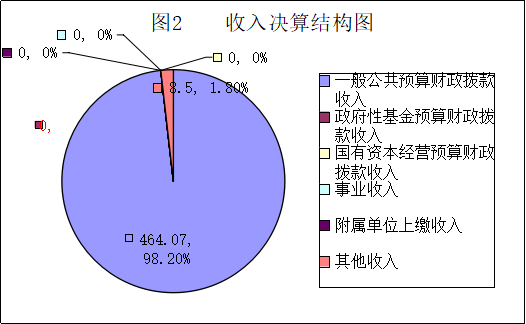 图2 收入决算结构图
0, 0%
0, 0%
0, 0%
8.5, 1.80%
0,
464.07,
98.20%
一般公共预算财政拨款
收入
政府性基金预算财政拨
款收入
国有资本经营预算财政
拨款收入
事业收入
附属单位上缴收入
其他收入